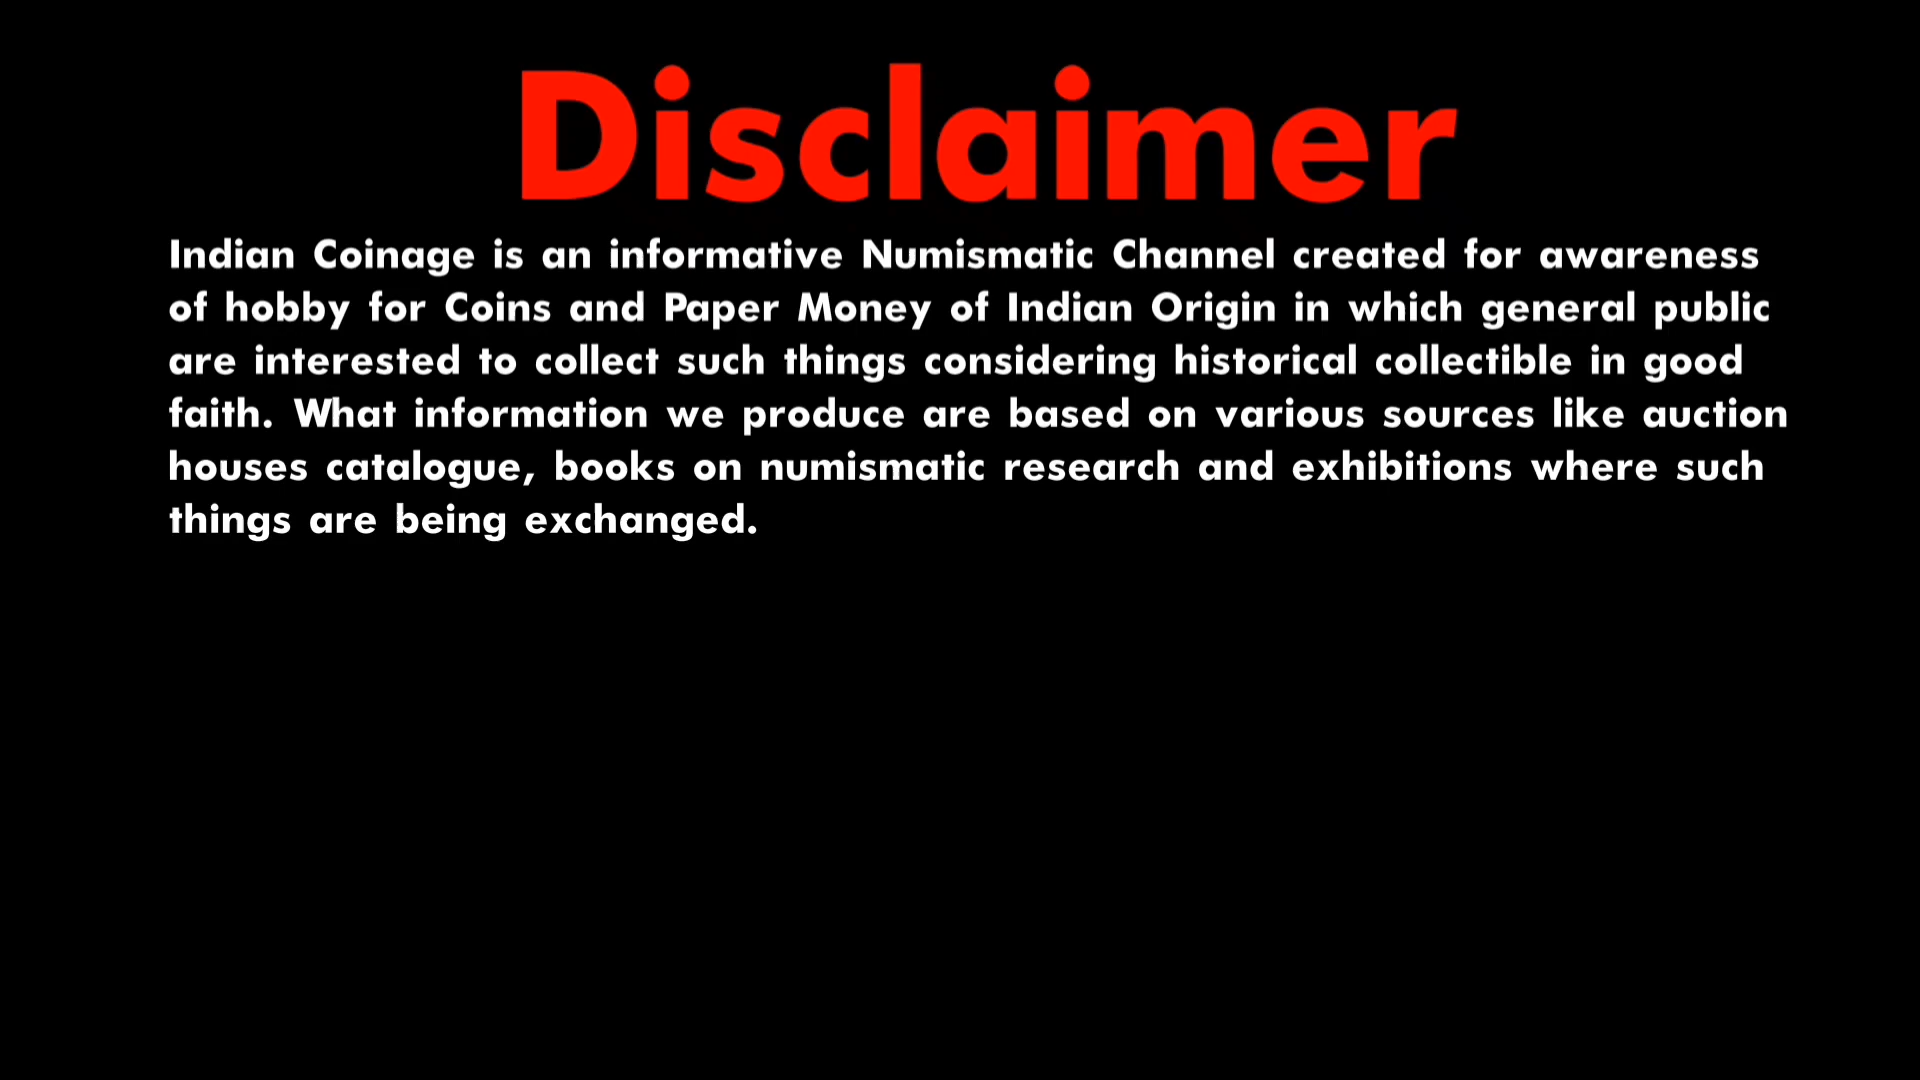 Disclaimer
Indian Coinage is an informative Numismatic Channel created for awareness
of hobby for Coins and Paper Money of Indian Origin in which general public
are interested to collect such things considering historical collectible in good
faith. What information we produce are based on various sources like auction
houses catalogue, books on numismatic research and exhibitions where such
things are being exchanged.